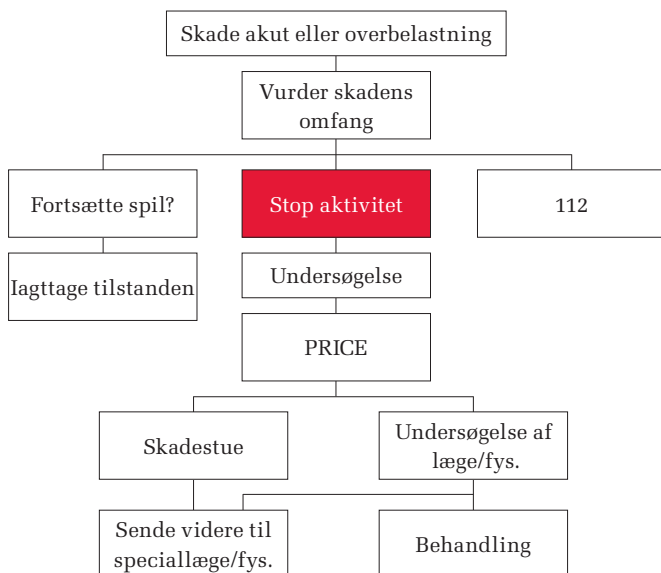 Skade akut eller overbelastning
Vurder skadens
omfang
Fortsætte spil?
Stop aktivitet
112
Iagttage tilstanden
Undersøgelse
PRICE
Skadestue
Undersøgelse af
læge/fys.
Sende videre til
speciallæge/fys.
Behandling